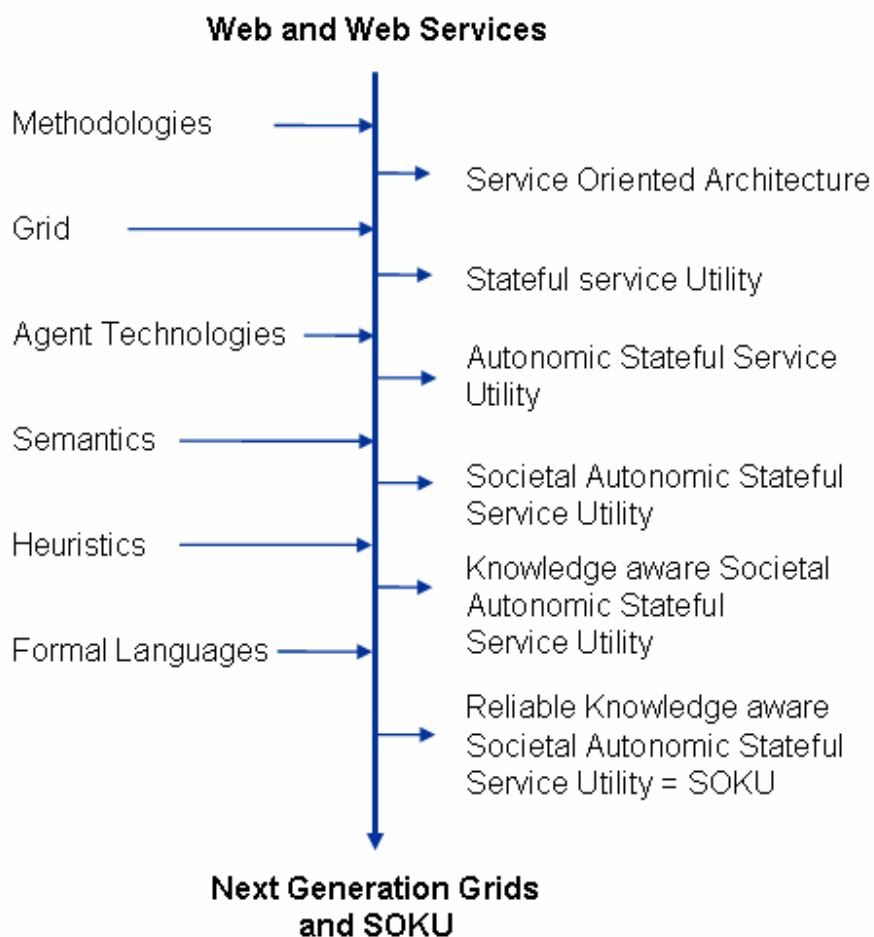 Web and Web Services
Methodologies
Service Oriented Architecture
Grid
Stateful service Utility
Agent Technologies
Autonomic Stateful Service
Utility
Semantics
Societal Autonomic Stateful
Service Utility
Heuristics
Knowledge aware Societal
Autonomic Stateful
Service Utility
Formal Languages
Reliable Knowledge aware
Societal Autonomic Stateful
Service Utility = SOKU
Next Generation Grids
and SOKU